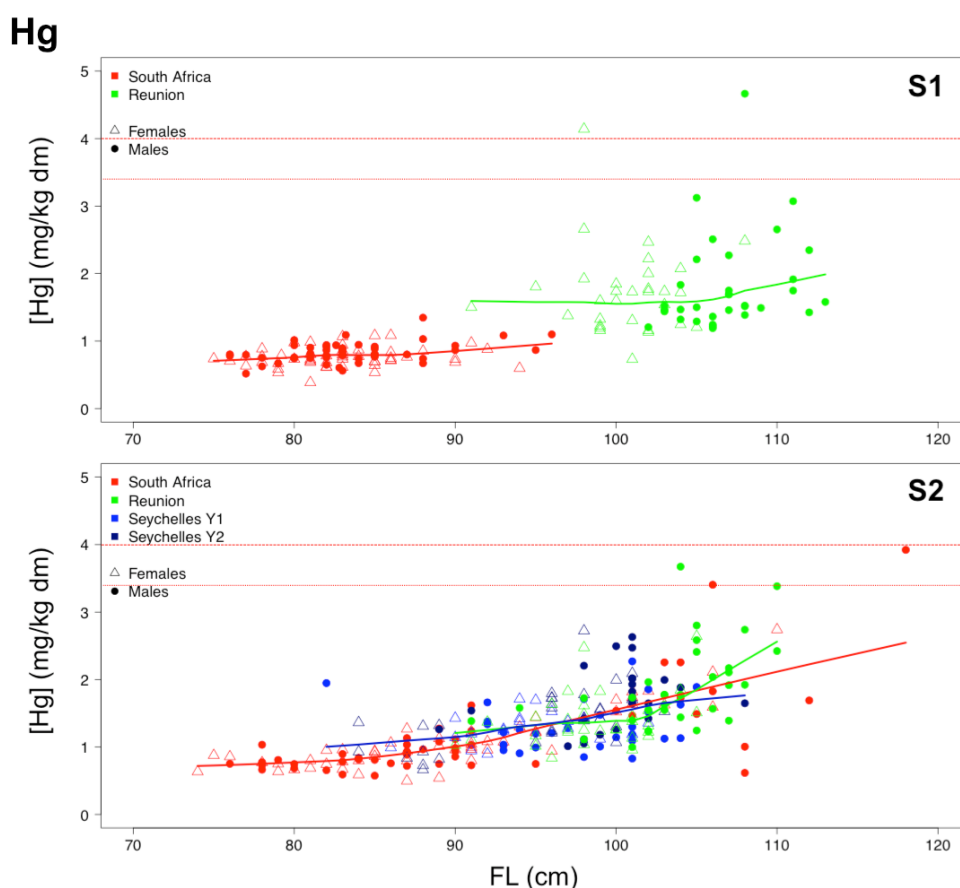 Hg
S1
South Africa
Reunion
Females
Males
[Hg] (mg/kg dm)
5
4
3
2
1
0
70 80 90 100 110 120
S2
South Africa
Reunion
Seychelles Y1
Seychelles Y2
Females
Males
[Hg] (mg/kg dm)
5
4
3
2
1
0
70 80 90 100 110 120
FL (cm)